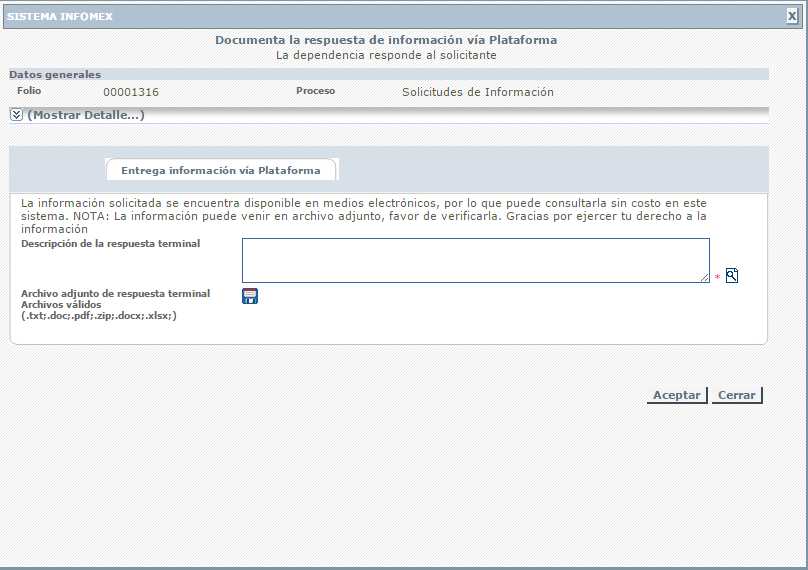 SISTEMA INFOMEX
X
Documenta la respuesta de información vía Plataforma
La dependencia responde al solicitante
Datos generales
Folio 00001316 Proceso Solicitudes de Información
(Mostrar Detalle...)
Entrega información vía Plataforma
La información solicitada se encuentra disponible en medios electrónicos, por lo que puede consultarla sin costo en este
sistema. NOTA: La información puede venir en archivo adjunto, favor de verificarla. Gracias por ejercer tu derecho a la
información
Descripción de la respuesta terminal
*
Archivo adjunto de respuesta terminal
Archivos válidos
(.txt;.doc;.pdf;.zip;.docx;.xlsx;)
Aceptar Cerrar